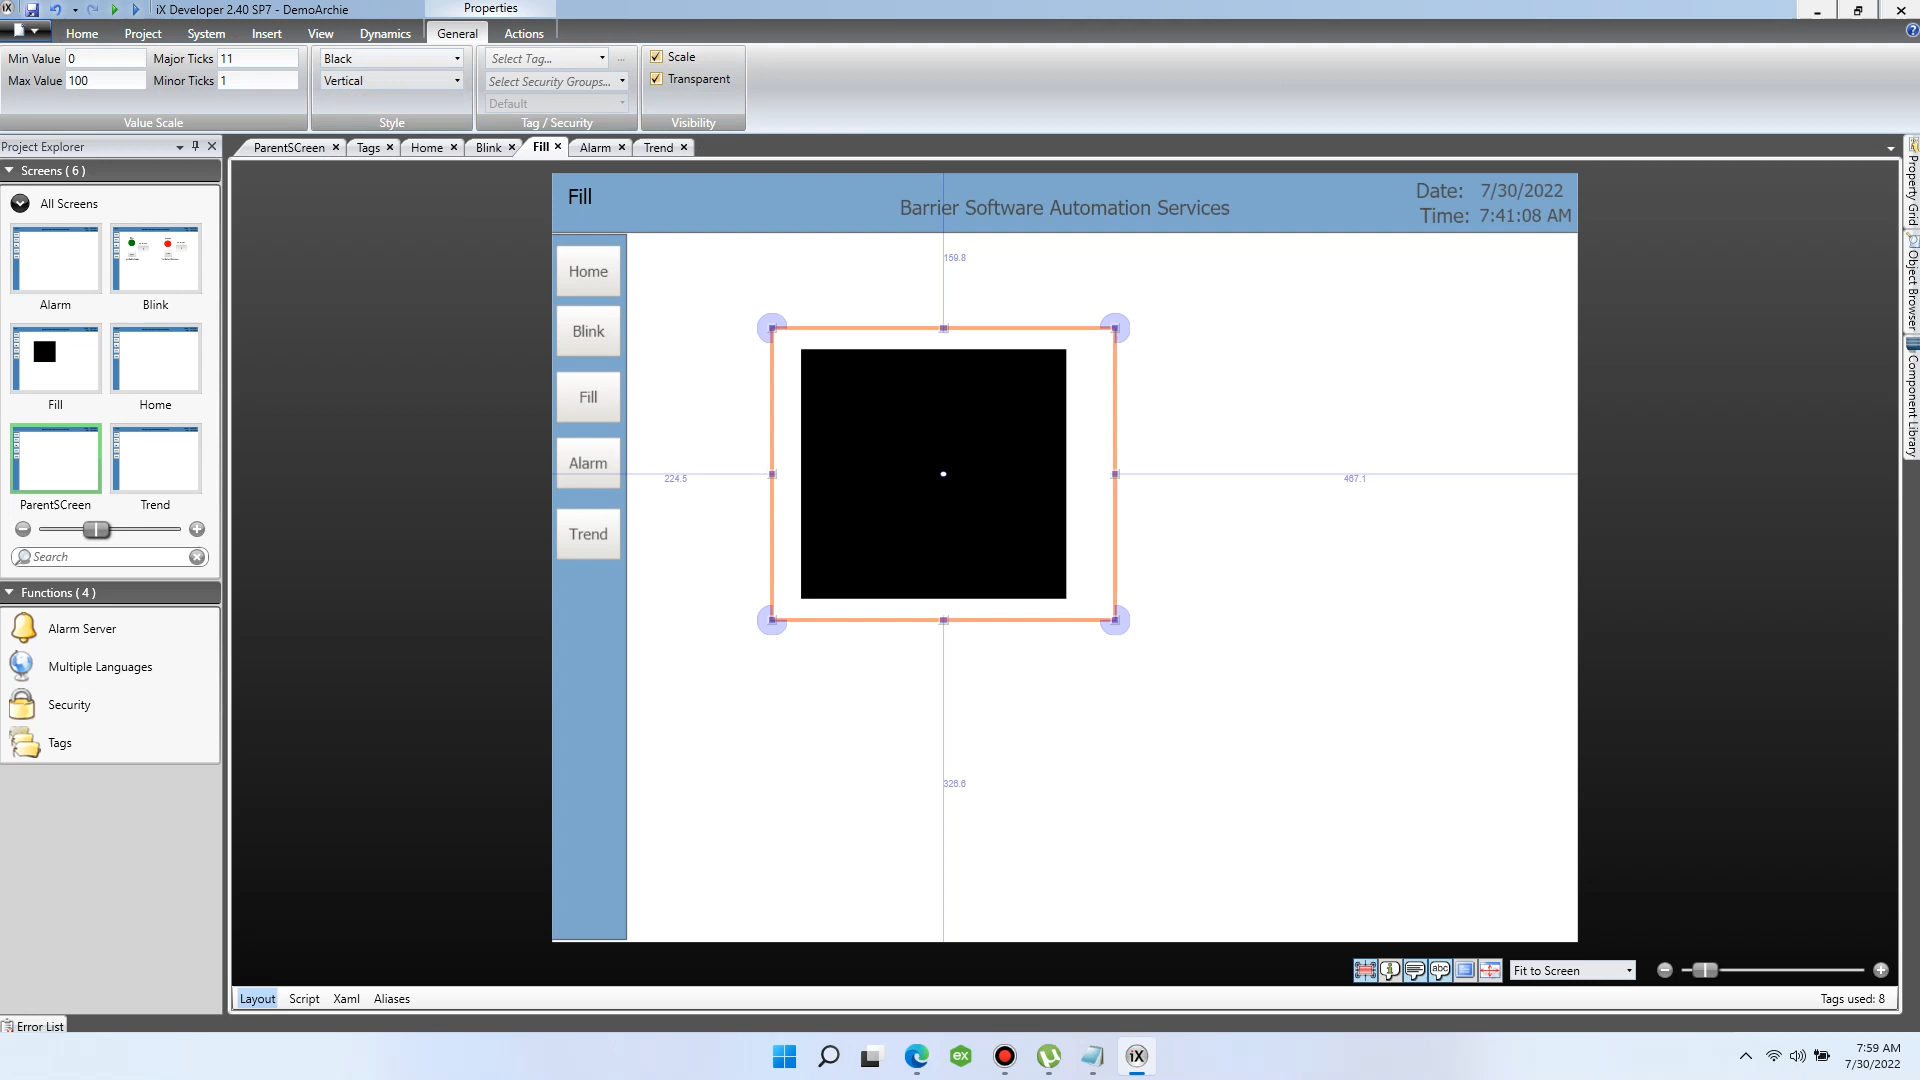 iX Developer 2.40 SP7 - DemoArchie
Properties
Home Project System Insert View Dynamics General Actions
Min Value 0 Major Ticks 11 Black Select Tag... ... Scale
Max Value 100 Minor Ticks 1 Vertical Select Security Groups... Transparent
Default
Value Scale Style Tag / Security Visibility
Project Explorer
ParentSCreen Tags Home Blink Fill Alarm Trend
Screens ( 6 )
All Screens
Alarm Blink
Fill Home
ParentSCreen Trend
Search
Functions ( 4 )
Alarm Server
Multiple Languages
Security
Tags
Fill
Barrier Software Automation Services
Date: 7/30/2022
Time: 7:41:08 AM
Home
Blink
Fill
Alarm
Trend
159.8
224.5
467.1
326.6
Property Grid
Object Browser
Component Library
abc
Fit to Screen
Layout Script Xaml Aliases
Tags used: 8
Error List
ex
iX
7:59 AM
7/30/2022